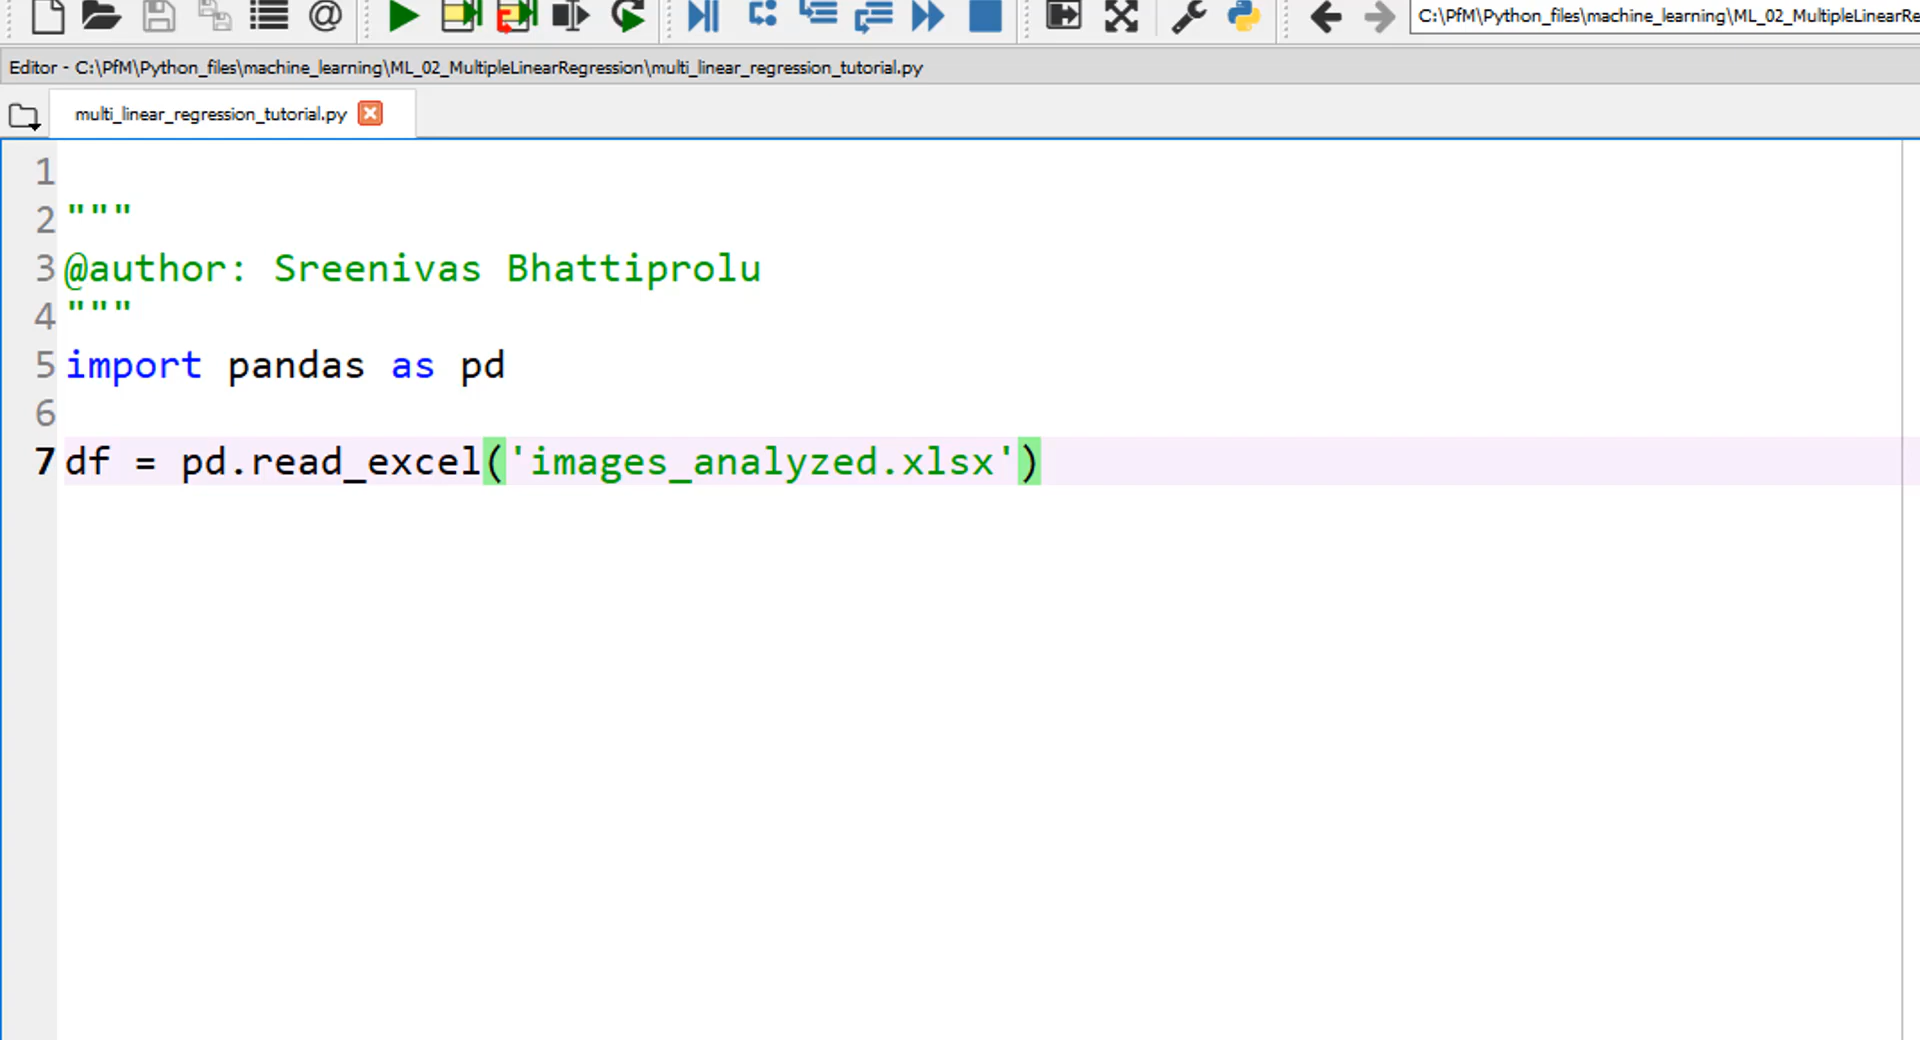 C:\PfM\Python_files\machine_learning\ML_02_MultipleLinearRe
Editor - C:\PfM\Python_files\machine_learning\ML_02_MultipleLinearRegression\multi_linear_regression_tutorial.py
multi_linear_regression_tutorial.py
1
2 """
3 @author: Sreenivas Bhattiprolu
4 """
5 import pandas as pd
6
7 df = pd.read_excel('images_analyzed.xlsx')